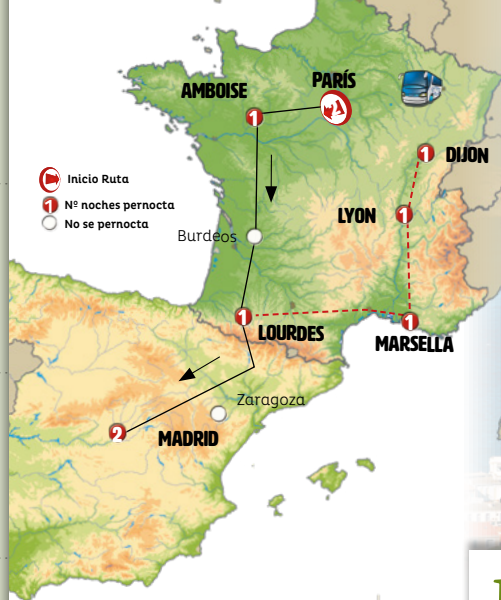 PARÍS
AMBOISE
1
1
DIJON
Inicio Ruta
1 Nº noches pernocta
No se pernocta
LYON
1
Burdeos
1
LOURDES
1
MARSELLA
Zaragoza
2
MADRID